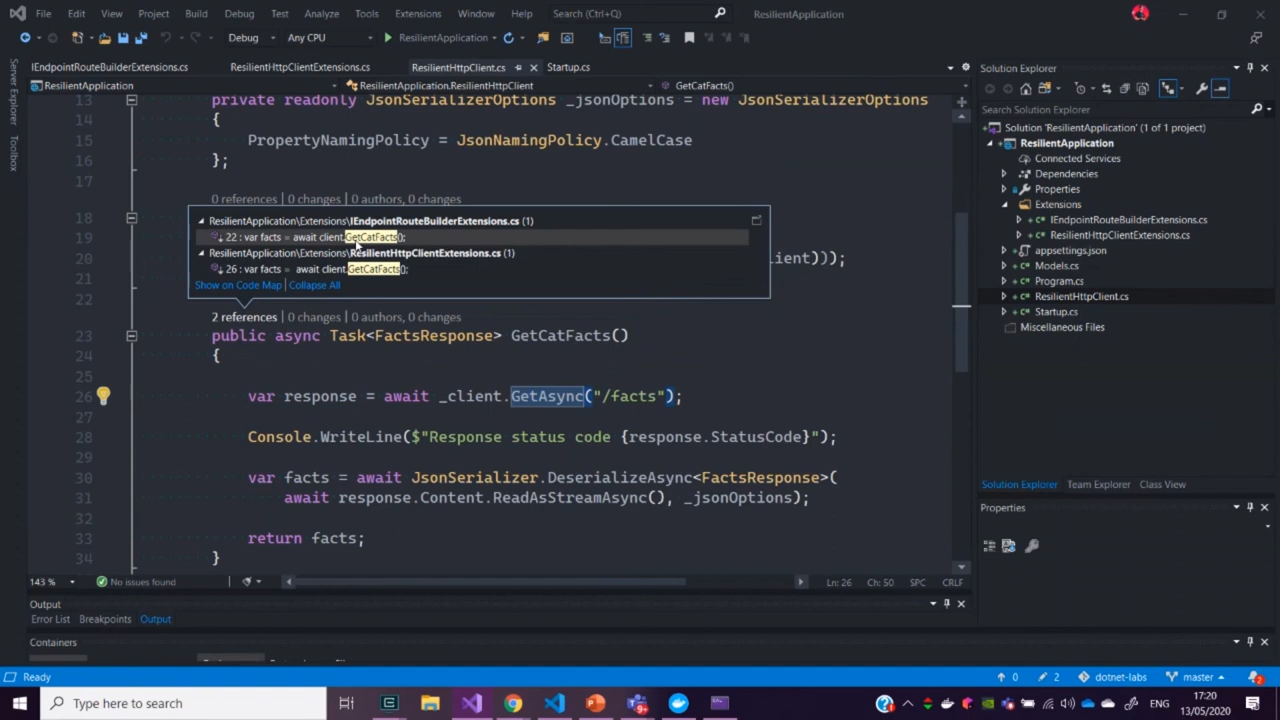 File Edit View Project Build Debug Test Analyze Tools Extensions Window Help Search (Ctrl+Q) ResilientApplication
Debug Any CPU ResilientApplication
Server Explorer
Toolbox
IEndpointRouteBuilderExtensions.cs ResilientHttpClientExtensions.cs ResilientHttpClient.cs Startup.cs
ResilientApplication ResilientApplication.ResilientHttpClient GetCatFacts()
13 private readonly JsonSerializerOptions _jsonOptions = new JsonSerializerOptions
14 {
15 PropertyNamingPolicy = JsonNamingPolicy.CamelCase
16 };
17
0 references | 0 changes | 0 authors, 0 changes
18
ResilientApplication\Extensions\IEndpointRouteBuilderExtensions.cs (1)
19
22 : var facts = await client.GetCatFacts();
ResilientApplication\Extensions\ResilientHttpClientExtensions.cs (1)
20 lient)));
26 : var facts = await client.GetCatFacts();
21
Show on Code Map | Collapse All
22
2 references | 0 changes | 0 authors, 0 changes
23 public async Task<FactsResponse> GetCatFacts()
24 {
25
26 var response = await _client.GetAsync("/facts");
27
28 Console.WriteLine($"Response status code {response.StatusCode}");
29
30 var facts = await JsonSerializer.DeserializeAsync<FactsResponse>(
31 await response.Content.ReadAsStreamAsync(), _jsonOptions);
32
33 return facts;
34 }
143 % No issues found Ln: 26 Ch: 50 SPC CRLF
Output
Error List Breakpoints Output
Containers
Solution Explorer
Search Solution Explorer
Solution 'ResilientApplication' (1 of 1 project)
ResilientApplication
Connected Services
Dependencies
Properties
Extensions
IEndpointRouteBuilderExtensions.cs
ResilientHttpClientExtensions.cs
appsettings.json
Models.cs
Program.cs
ResilientHttpClient.cs
Startup.cs
Miscellaneous Files
Solution Explorer Team Explorer Class View
Properties
Ready 0 2 dotnet-labs master 2
Type here to search ENG 17:20
13/05/2020